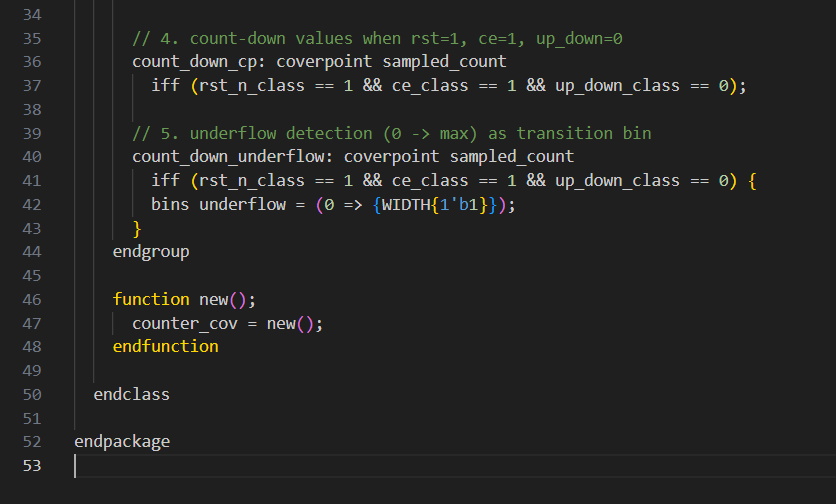 34
35 // 4. count-down values when rst=1, ce=1, up_down=0
36 count_down_cp: coverpoint sampled_count
37 iff (rst_n_class == 1 && ce_class == 1 && up_down_class == 0);
38
39 // 5. underflow detection (0 -> max) as transition bin
40 count_down_underflow: coverpoint sampled_count
41 iff (rst_n_class == 1 && ce_class == 1 && up_down_class == 0) {
42 bins underflow = (0 => {WIDTH{1'b1}});
43 }
44 endgroup
45
46 function new();
47 counter_cov = new();
48 endfunction
49
50 endclass
51
52 endpackage
53